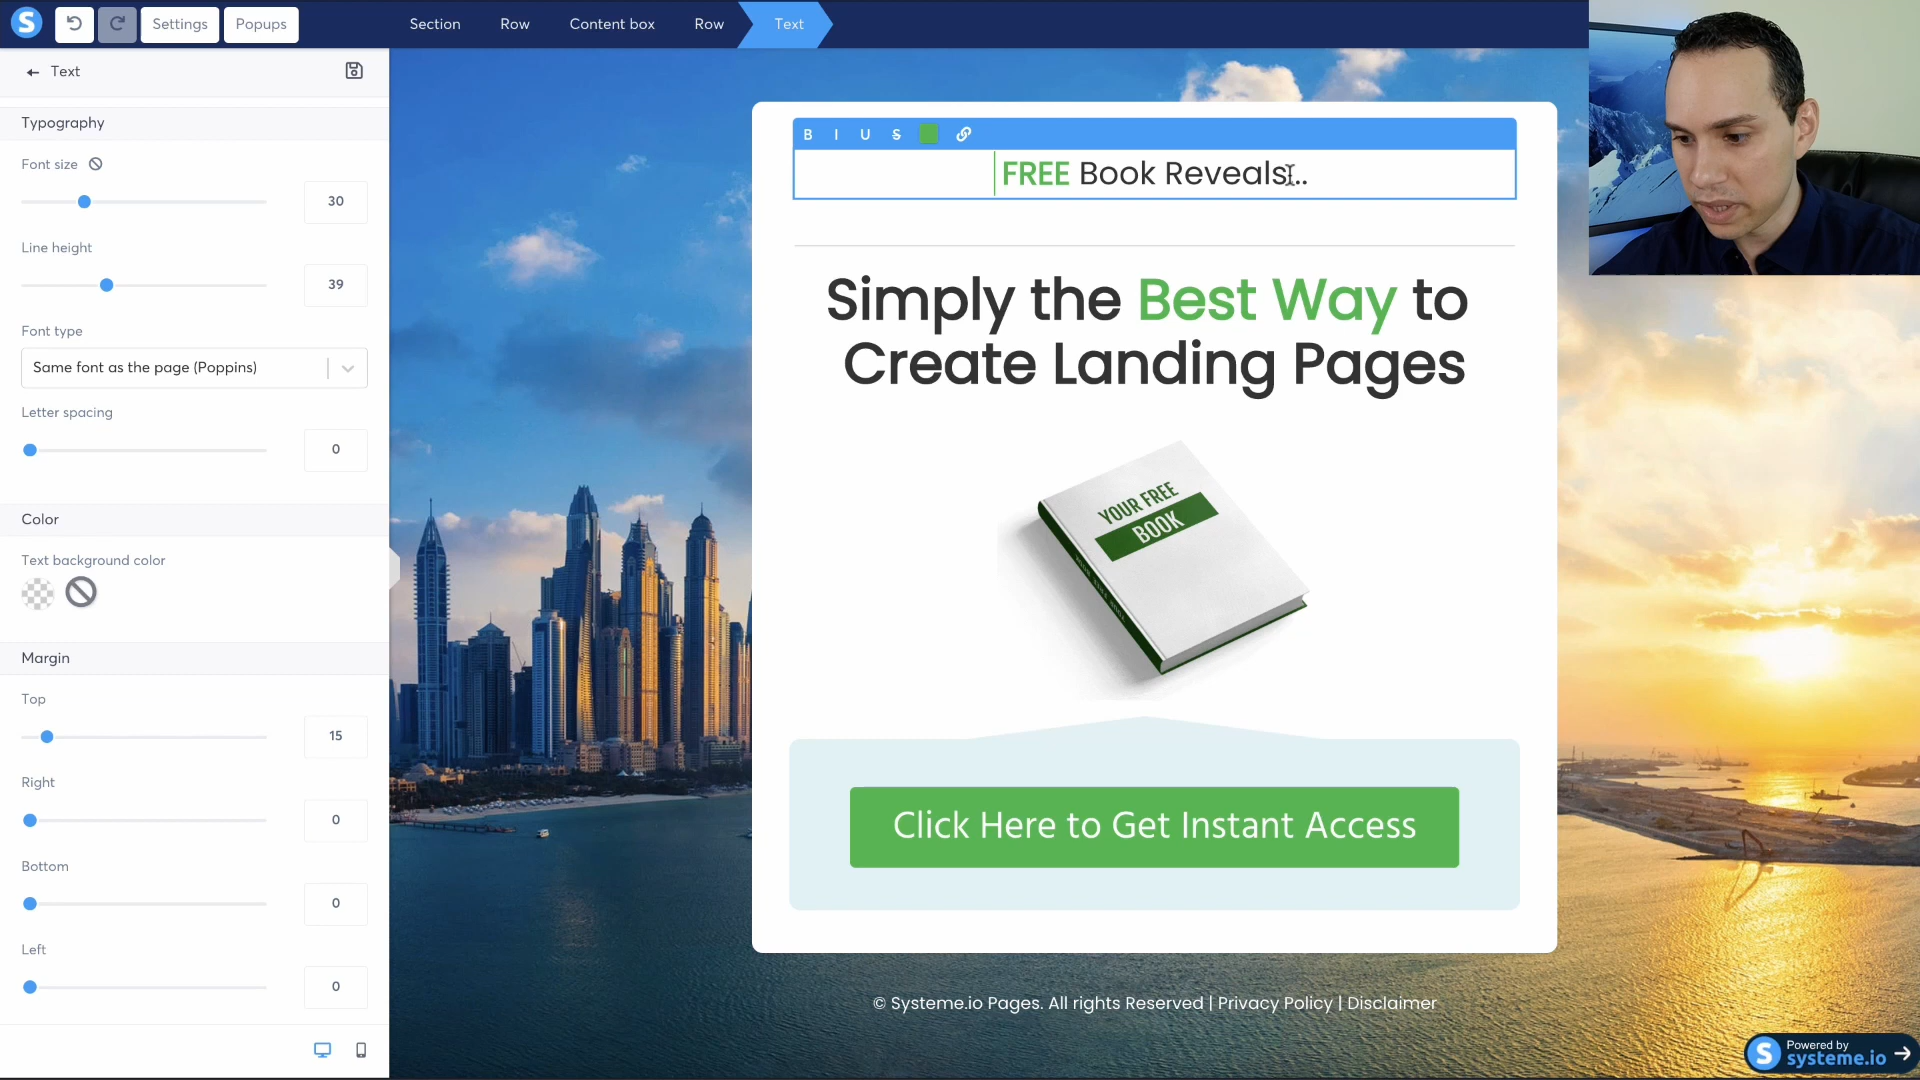 S Settings Popups Section Row Content box Row Text
Text
Typography
Font size
30
Line height
39
Font type
Same font as the page (Poppins)
Letter spacing
0
Color
Text background color
Margin
Top
15
Right
0
Bottom
0
Left
0
B I U S
FREE Book Reveals...
Simply the Best Way to
Create Landing Pages
YOUR FREE
BOOK
Click Here to Get Instant Access
© Systeme.io Pages. All rights Reserved | Privacy Policy | Disclaimer
S Powered by
systeme.io